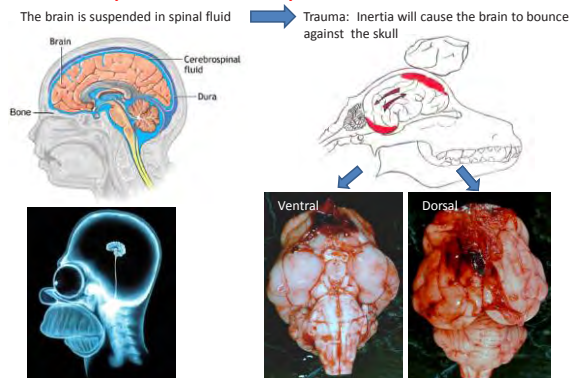 The brain is suspended in spinal fluid
Trauma: Inertia will cause the brain to bounce
against the skull
Brain
Cerebrospinal
fluid
Dura
Bone
Ventral
Dorsal